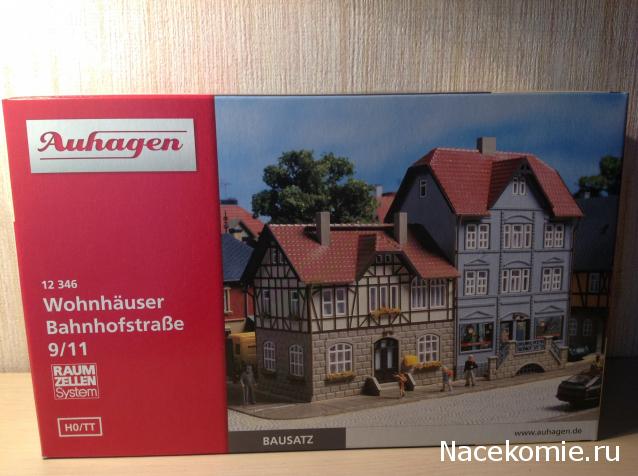 Auhagen
12 346
Wohnhäuser
Bahnhofstraße
9/11
RAUM
ZELLEN
System
H0/TT
BAUSATZ
www.auhagen.de
Nacekomie.ru